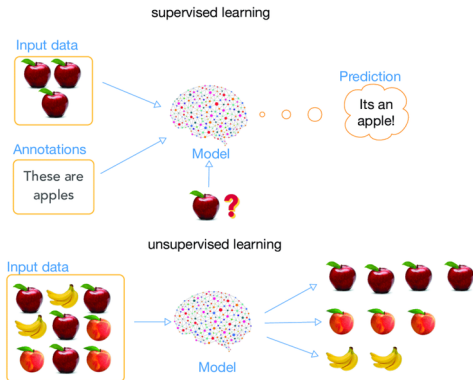 supervised learning
Input data
Prediction
Its an
apple!
Annotations
Model
These are
apples
?
unsupervised learning
Input data
Model